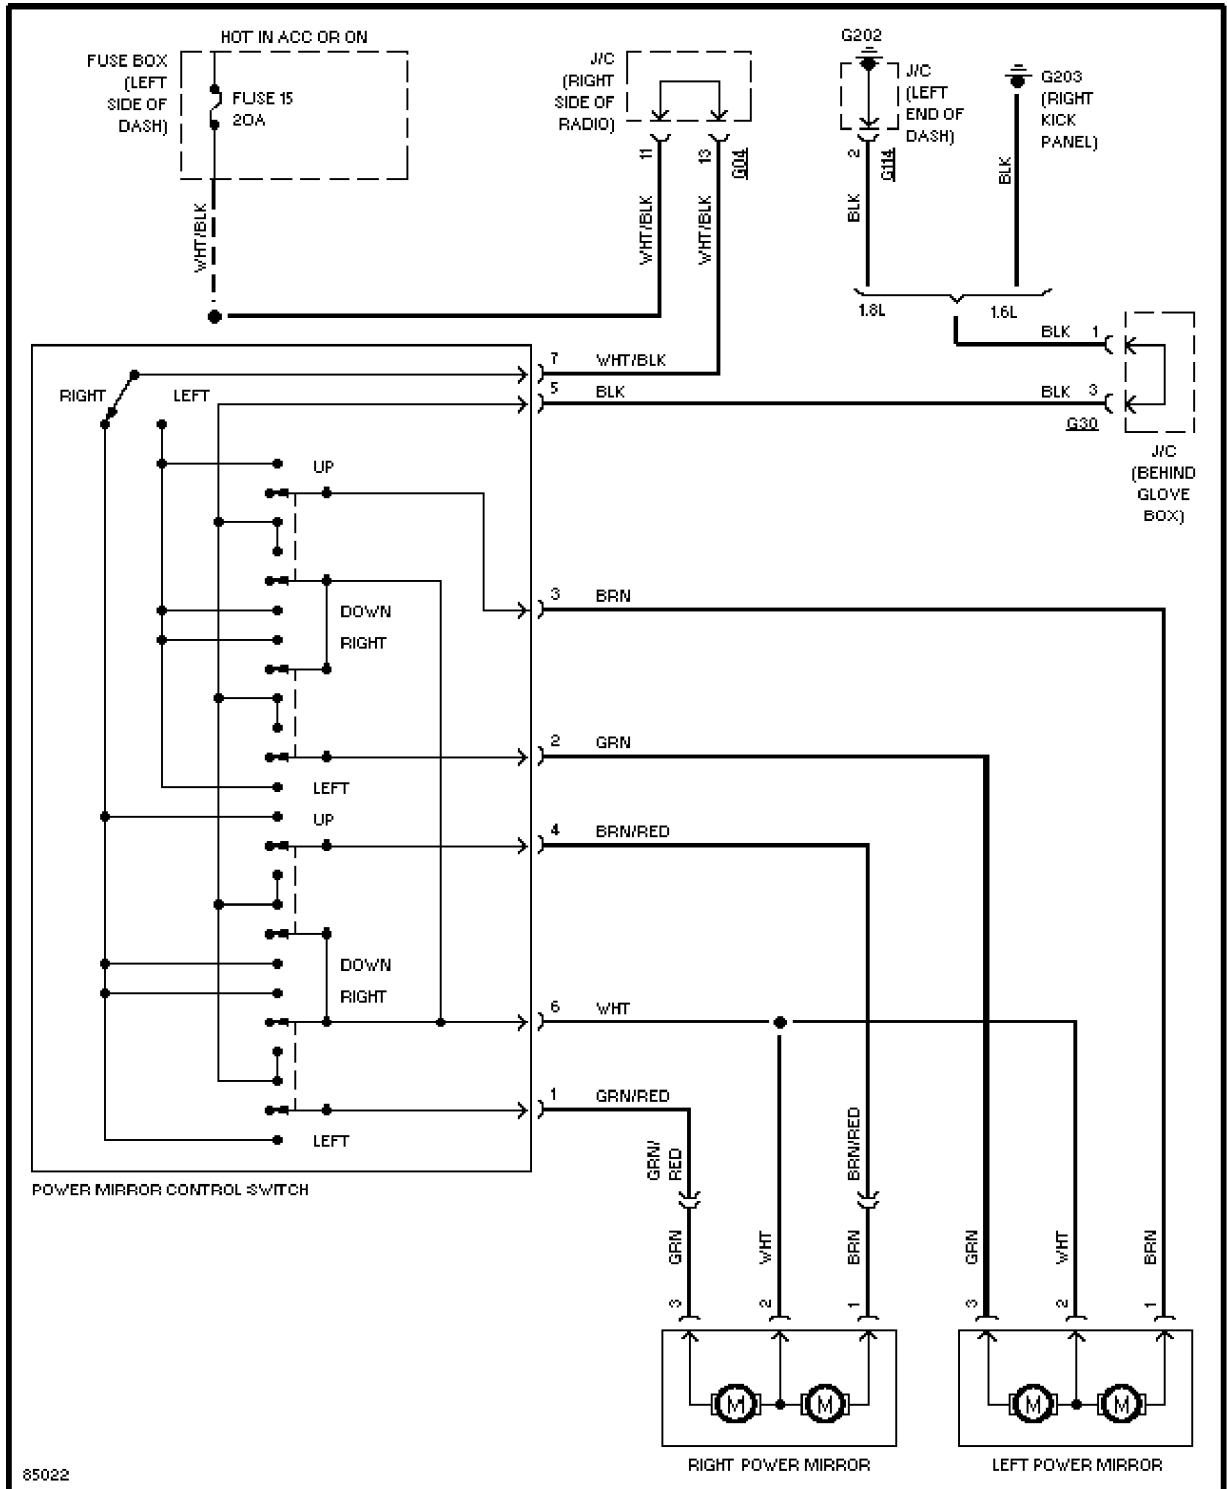 HOT IN ACC OR ON
FUSE BOX
(LEFT
SIDE OF
DASH)
FUSE 15
20A
WHT/BLK
J/C
(RIGHT
SIDE OF
RADIO)
11
13
G04
WHT/BLK
WHT/BLK
G202
J/C
(LEFT
END OF
DASH)
2
G114
BLK
G203
(RIGHT
KICK
PANEL)
BLK
1.8L
1.6L
BLK 1
BLK 3
G30
J/C
(BEHIND
GLOVE
BOX)
7 WHT/BLK
5 BLK
RIGHT
LEFT
UP
DOWN
RIGHT
LEFT
UP
DOWN
RIGHT
LEFT
3 BRN
2 GRN
4 BRN/RED
6 WHT
1 GRN/RED
POWER MIRROR CONTROL SWITCH
GRN/
RED
BRN/RED
GRN
WHT
BRN
GRN
WHT
BRN
3
2
1
3
2
1
M
M
M
M
RIGHT POWER MIRROR
LEFT POWER MIRROR
85022